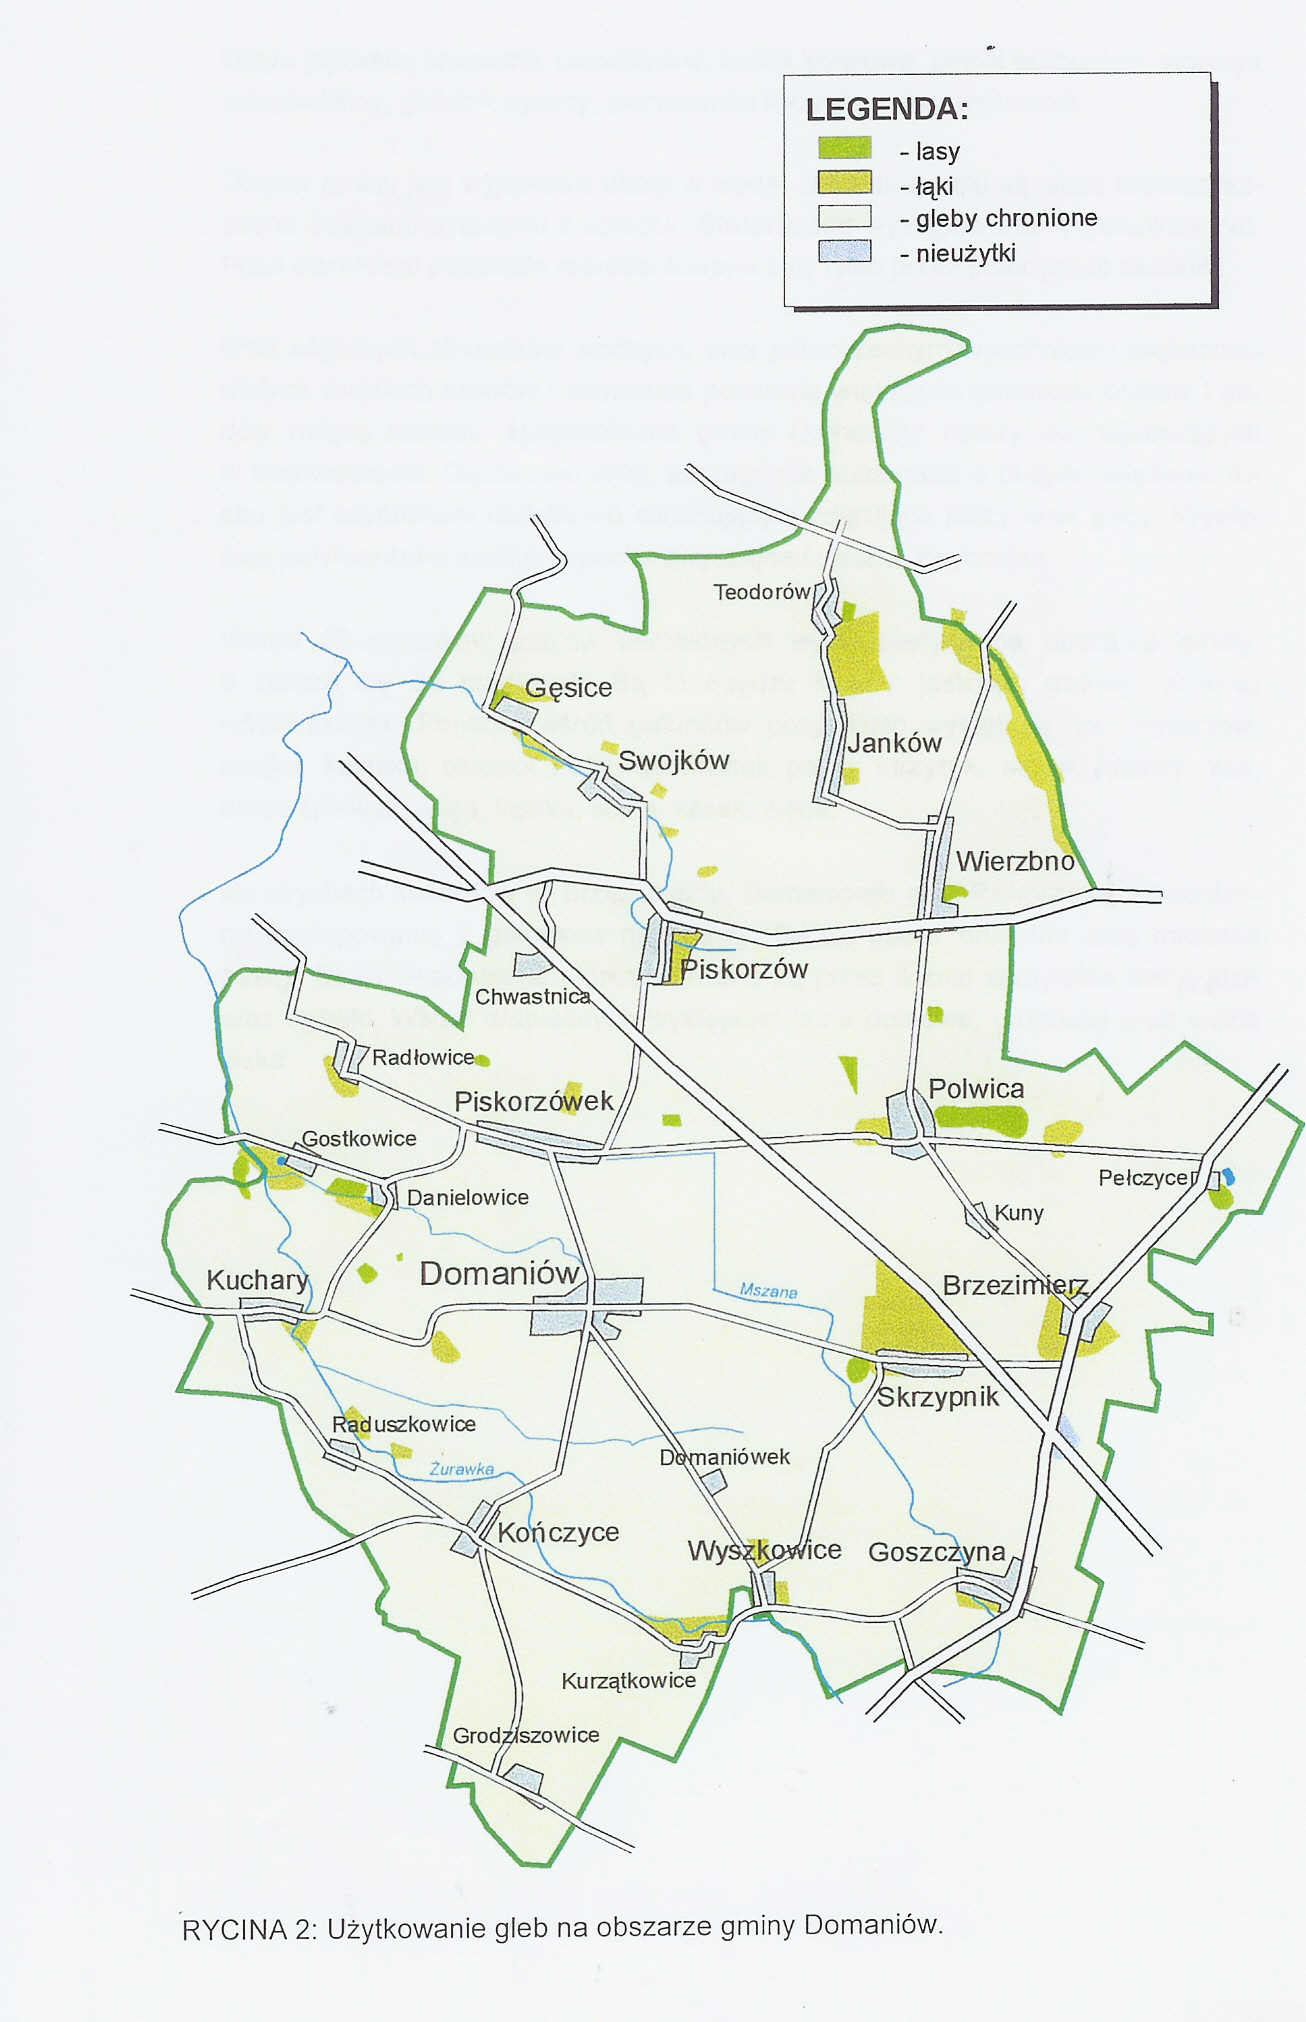 LEGENDA:
- lasy
- łąki
- gleby chronione
- nieużytki
Teodorów
Gęsice
Janków
Swojków
Wierzbno
Piskorzów
Chwastnica
Radłowice
Piskorzówek
Polwica
Gostkowice
Pełczyce
Danielowice
Kuny
Domaniów
Kuchary
Brzezimierz
Mszana
Skrzypnik
Raduszkowice
Domaniówek
Żurawka
Kończyce
Wyszkowice
Goszczyna
Kurzątkowice
Grodziszowice
RYCINA 2: Użytkowanie gleb na obszarze gminy Domaniów.